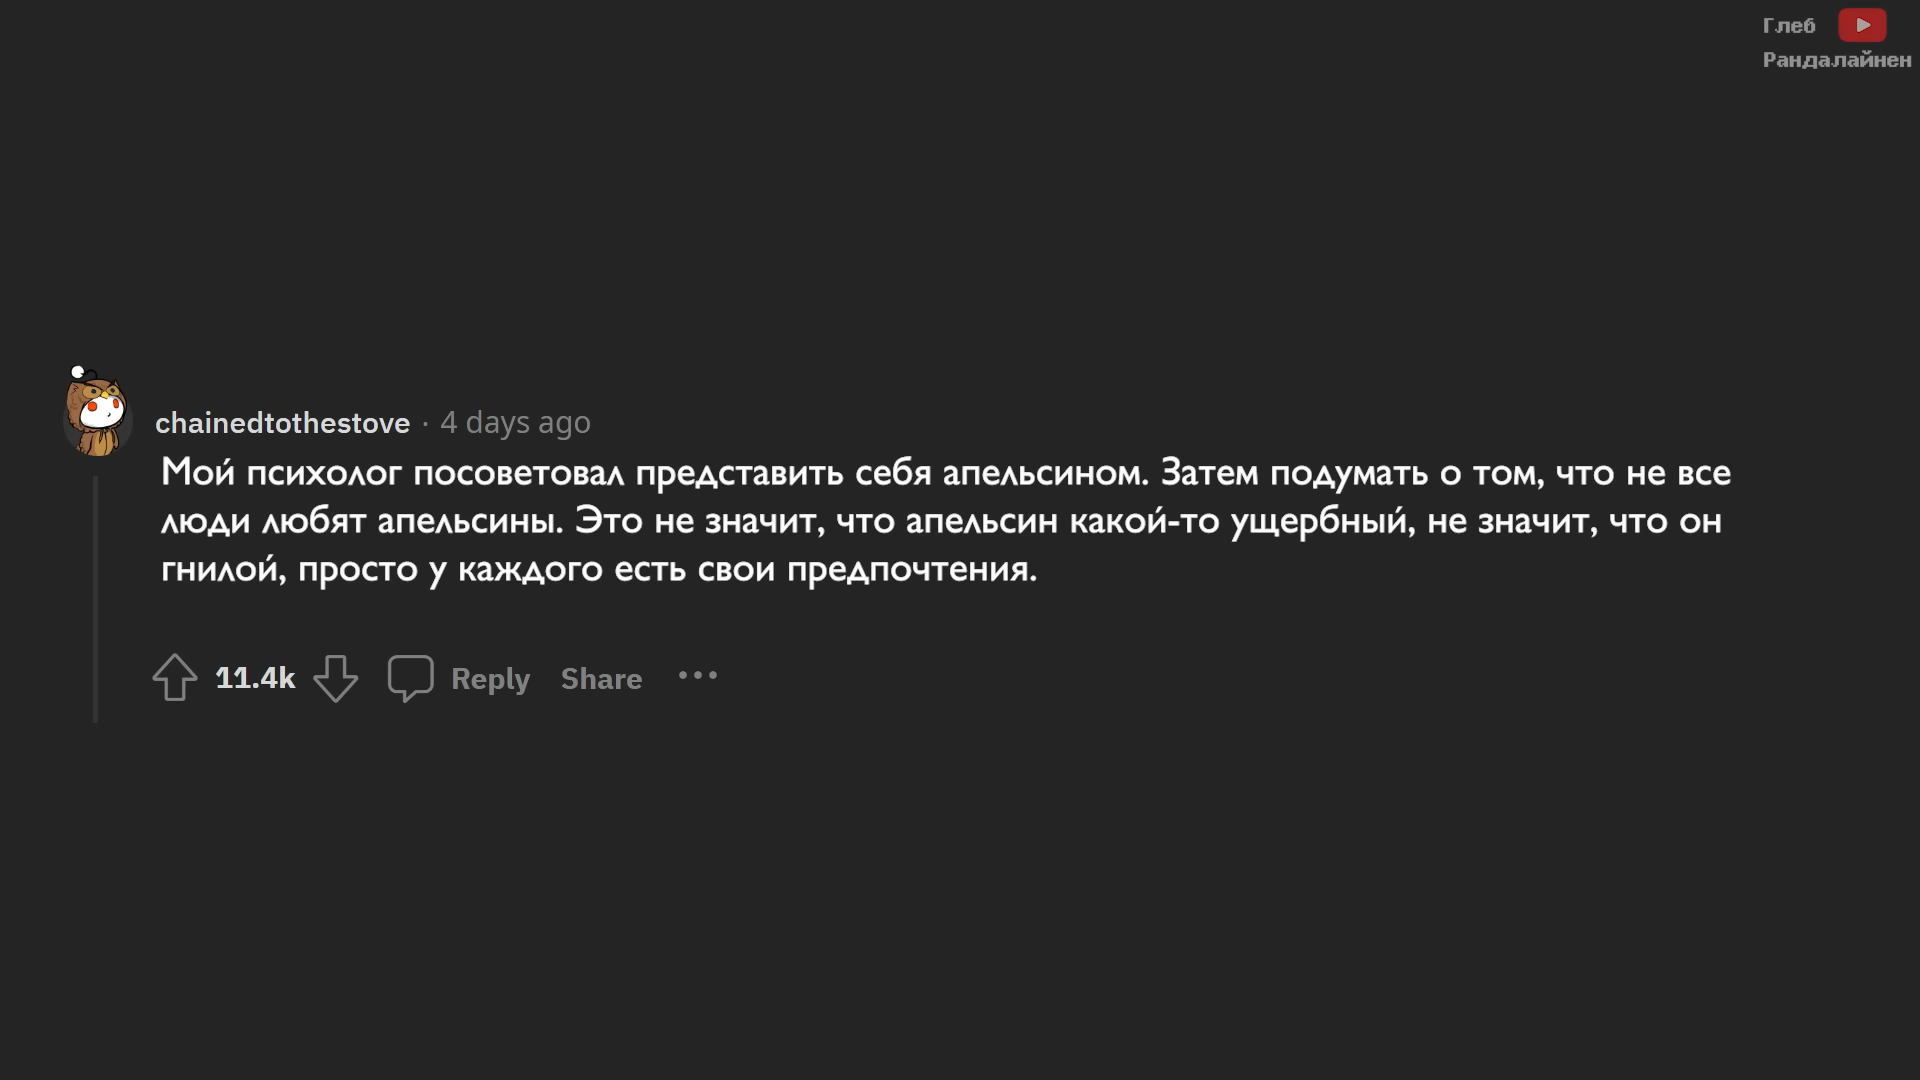 Глеб
Рандалайнен
chainedtothestove · 4 days ago
Мой психолог посоветовал представить себя апельсином. Затем подумать о том, что не все
люди любят апельсины. Это не значит, что апельсин какой-то ущербный, не значит, что он
гнилой, просто у каждого есть свои предпочтения.
11.4k Reply Share ...